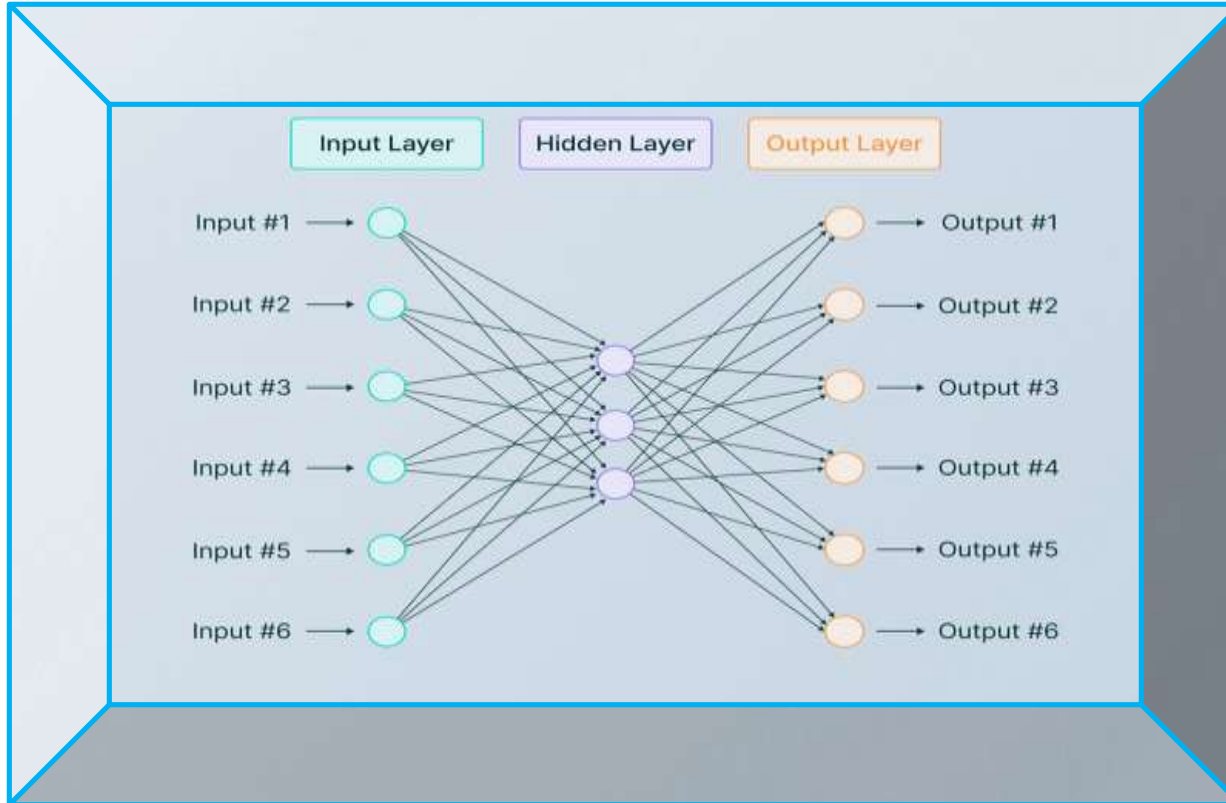 Input Layer
Hidden Layer
Output Layer
Input #1
Output #1
Input #2
Output #2
Input #3
Output #3
Input #4
Output #4
Input #5
Output #5
Input #6
Output #6